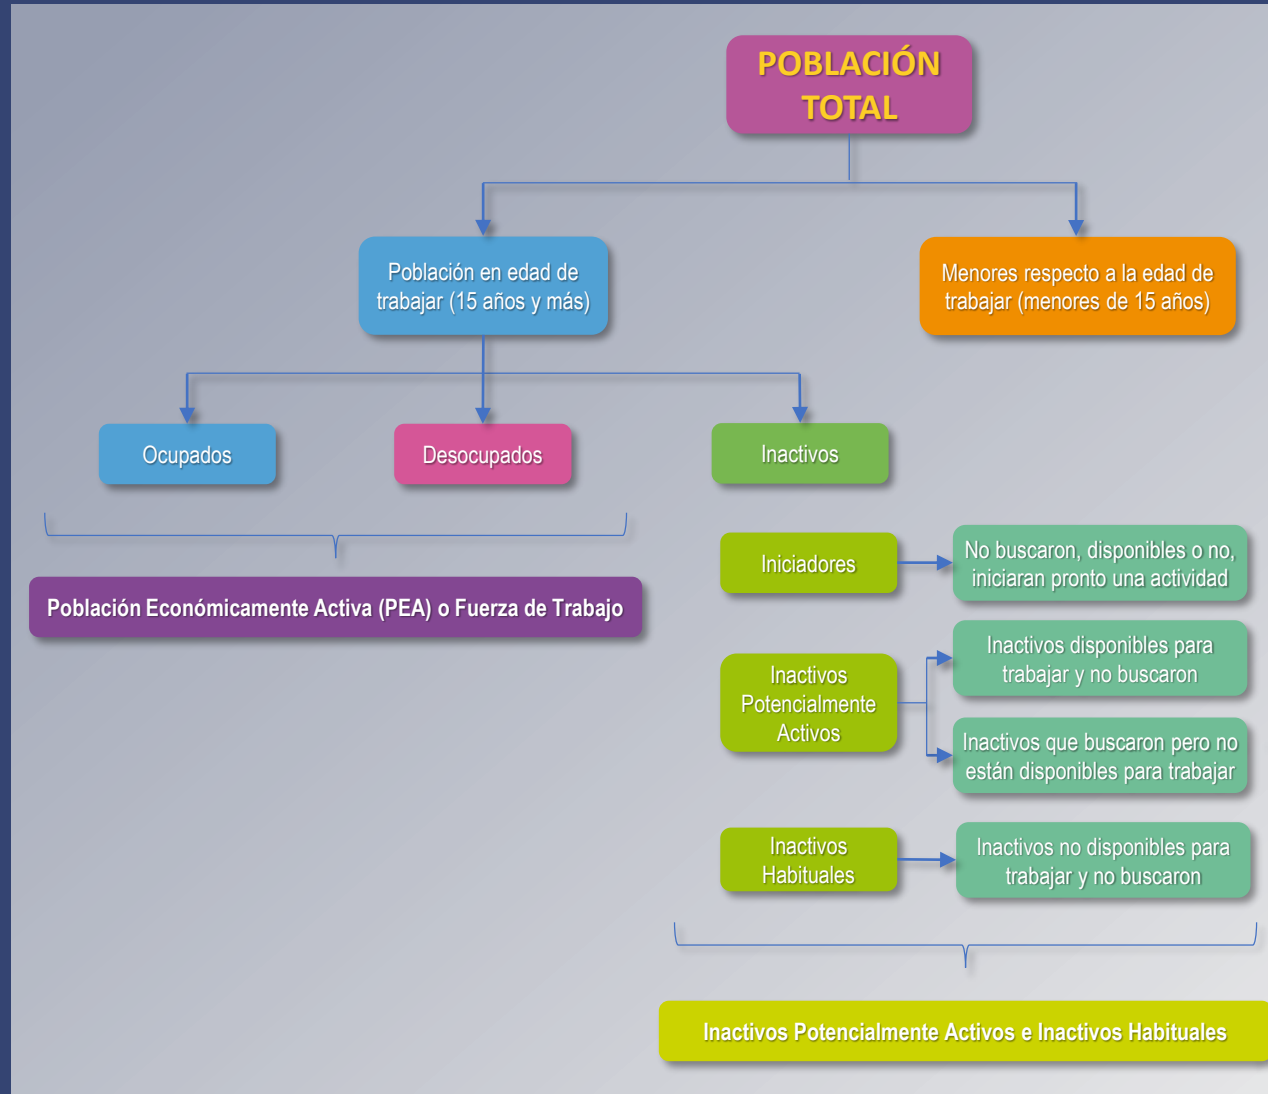 POBLACIÓN
TOTAL
Población en edad de
trabajar (15 años y más)
Menores respecto a la edad de
trabajar (menores de 15 años)
Ocupados
Desocupados
Inactivos
Población Económicamente Activa (PEA) o Fuerza de Trabajo
Iniciadores
No buscaron, disponibles o no,
iniciaran pronto una actividad
Inactivos
Potencialmente
Activos
Inactivos disponibles para
trabajar y no buscaron
Inactivos que buscaron pero no
están disponibles para trabajar
Inactivos
Habituales
Inactivos no disponibles para
trabajar y no buscaron
Inactivos Potencialmente Activos e Inactivos Habituales